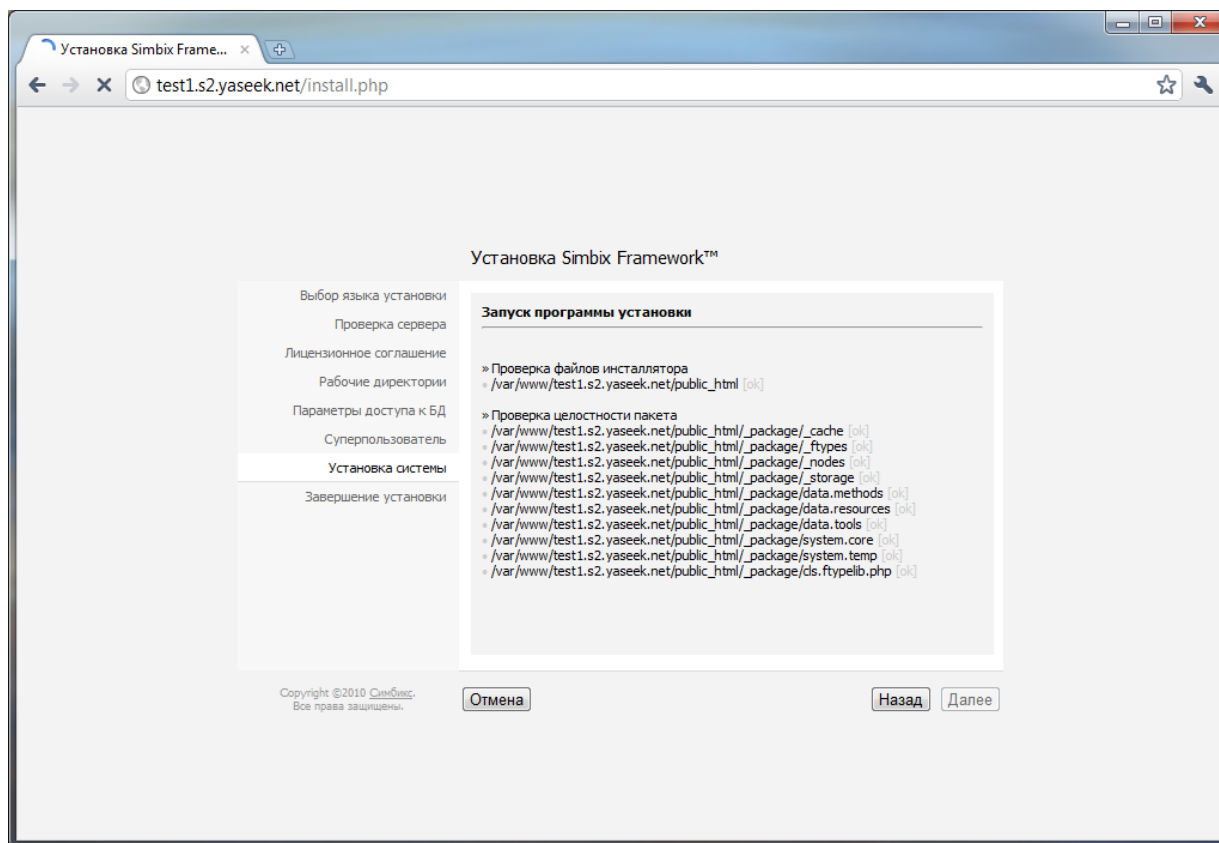 Установка Simbix Frame...
test1.s2.yaseek.net/install.php
Установка Simbix Framework™
Выбор языка установки
Проверка сервера
Лицензионное соглашение
Рабочие директории
Параметры доступа к БД
Суперпользователь
Установка системы
Завершение установки
Запуск программы установки
» Проверка файлов инсталлятора
/var/www/test1.s2.yaseek.net/public_html [ok]
» Проверка целостности пакета
/var/www/test1.s2.yaseek.net/public_html/_package/_cache [ok]
/var/www/test1.s2.yaseek.net/public_html/_package/_ftypes [ok]
/var/www/test1.s2.yaseek.net/public_html/_package/_nodes [ok]
/var/www/test1.s2.yaseek.net/public_html/_package/_storage [ok]
/var/www/test1.s2.yaseek.net/public_html/_package/data.methods [ok]
/var/www/test1.s2.yaseek.net/public_html/_package/data.resources [ok]
/var/www/test1.s2.yaseek.net/public_html/_package/data.tools [ok]
/var/www/test1.s2.yaseek.net/public_html/_package/system.core [ok]
/var/www/test1.s2.yaseek.net/public_html/_package/system.temp [ok]
/var/www/test1.s2.yaseek.net/public_html/_package/cls.ftypelib.php [ok]
Copyright ©2010 Симбикс.
Все права защищены.
Отмена
Назад
Далее